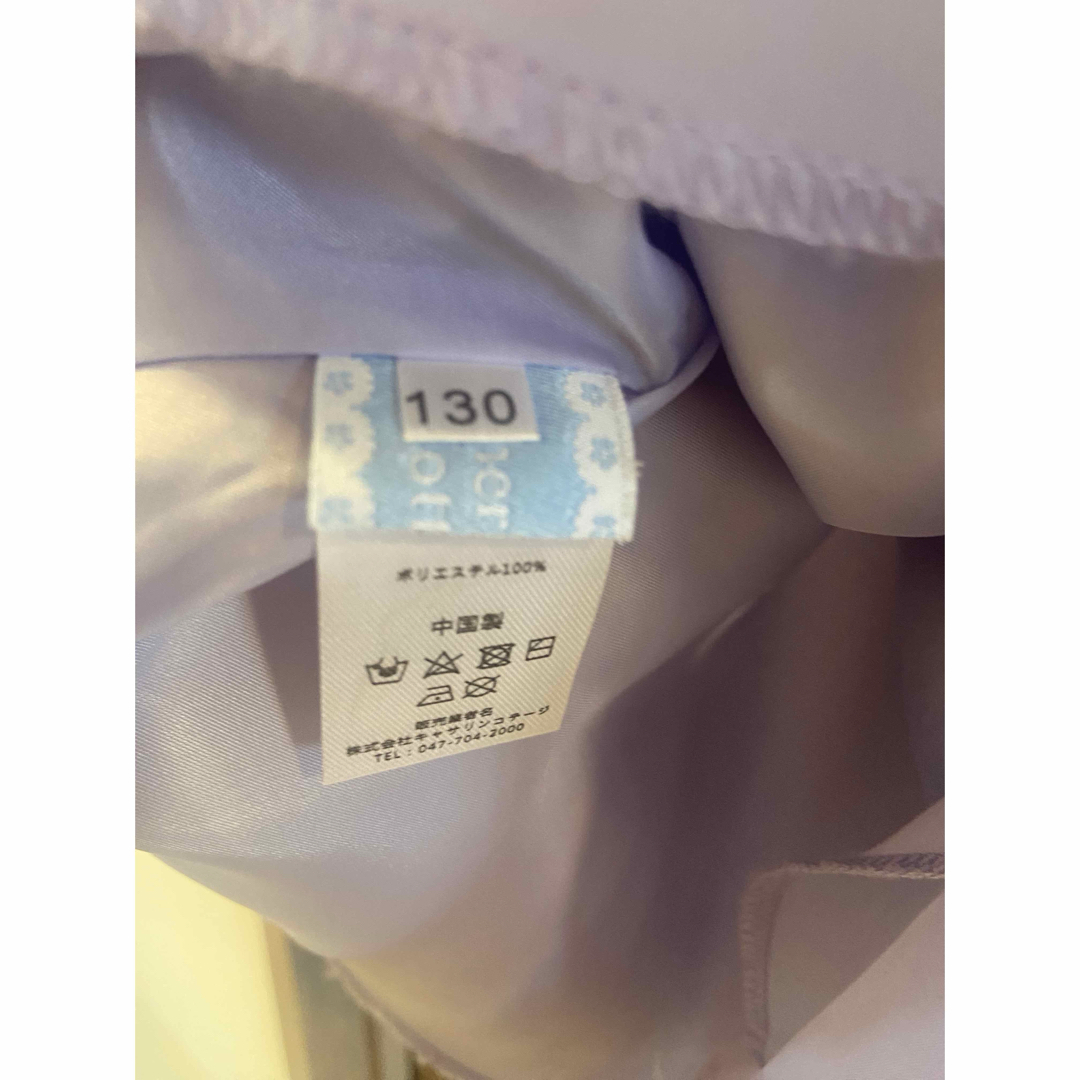 130
ポリエステル100%
中国製
販売業者名
株式会社キャサリンコテージ
TEL : 047-704-2000